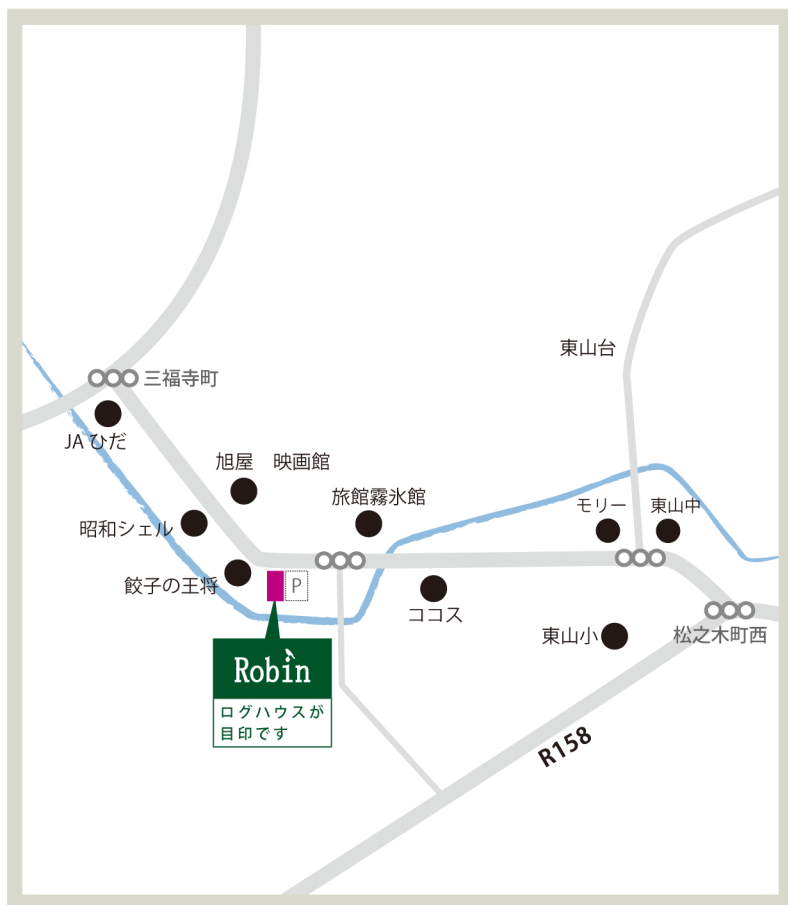 東山台
三福寺町
JAひだ
旭屋　映画館
旅館霧氷館
モリー
東山中
昭和シェル
餃子の王将
P
ココス
東山小
松之木町西
Robin
ログハウスが
目印です
R158